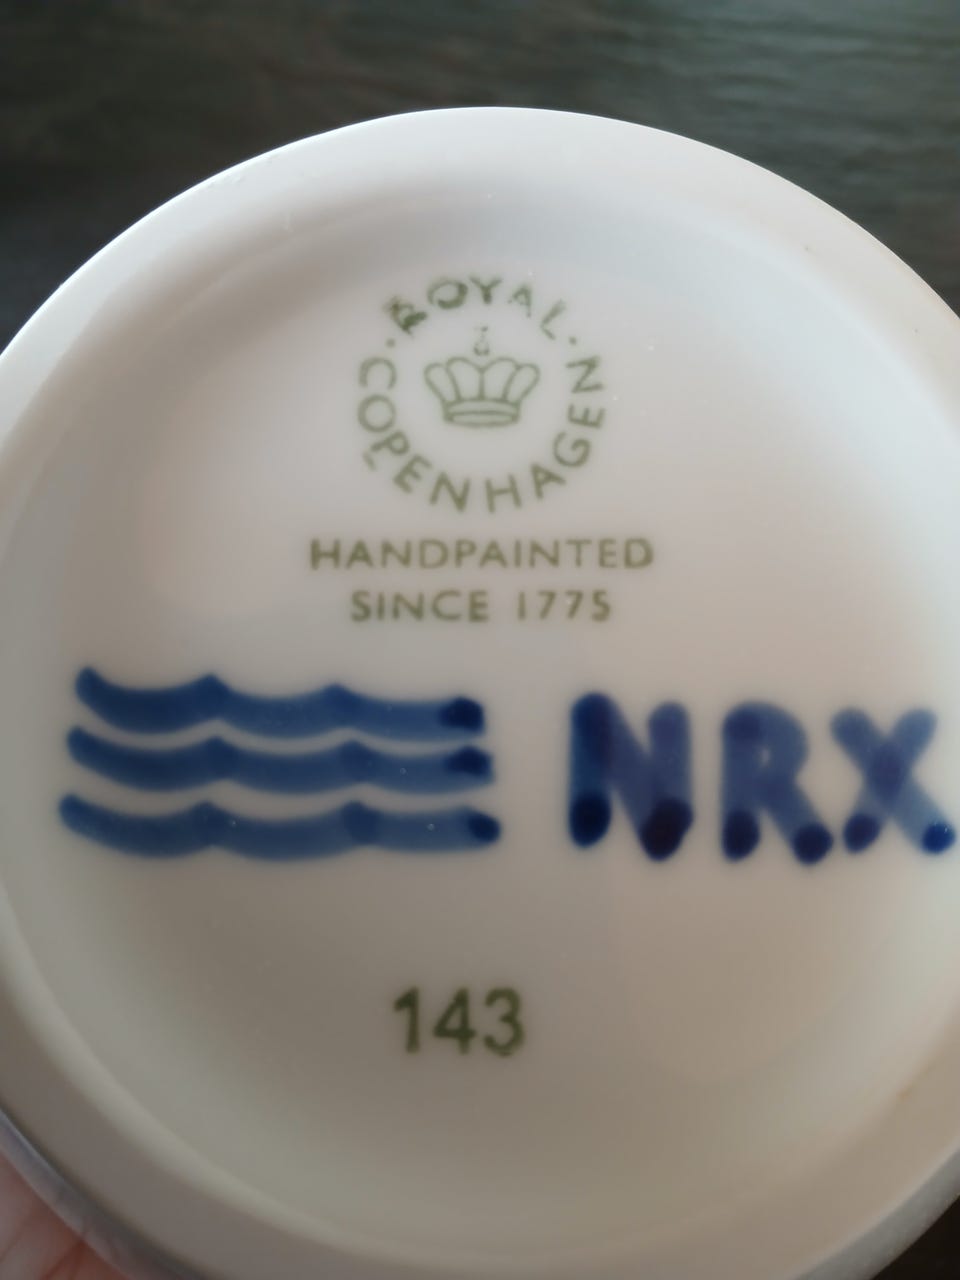 ROYAL · COPENHAGEN ·
HANDPAINTED
SINCE 1775
NRX
143